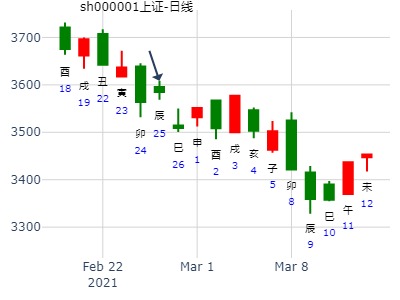 sh000001上证-日线
3700
3600
3500
3400
3300
酉
18
戌
19
丑
22
寅
23
卯
24
辰
25
巳
26
申
1
酉
2
戌
3
亥
4
子
5
卯
8
辰
9
巳
10
午
11
未
12
Feb 22
2021
Mar 1
Mar 8